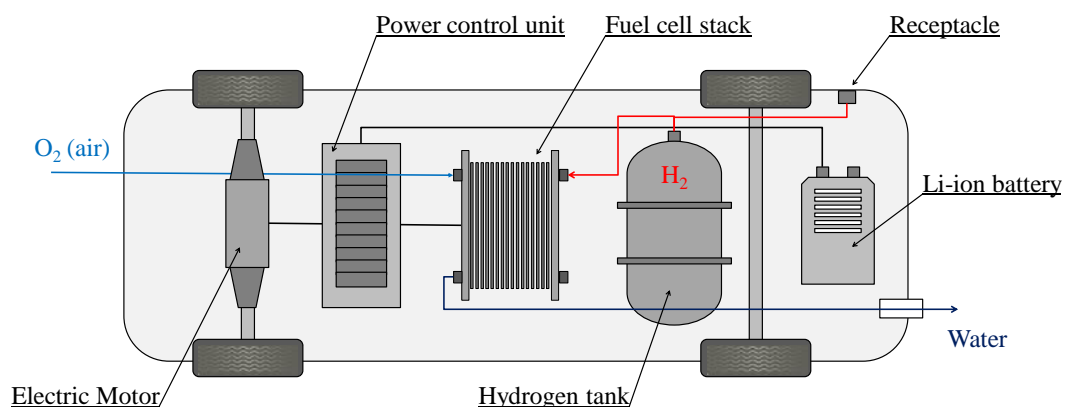 Power control unit
Fuel cell stack
Receptacle
O₂ (air)
H₂
Li-ion battery
Water
Electric Motor
Hydrogen tank